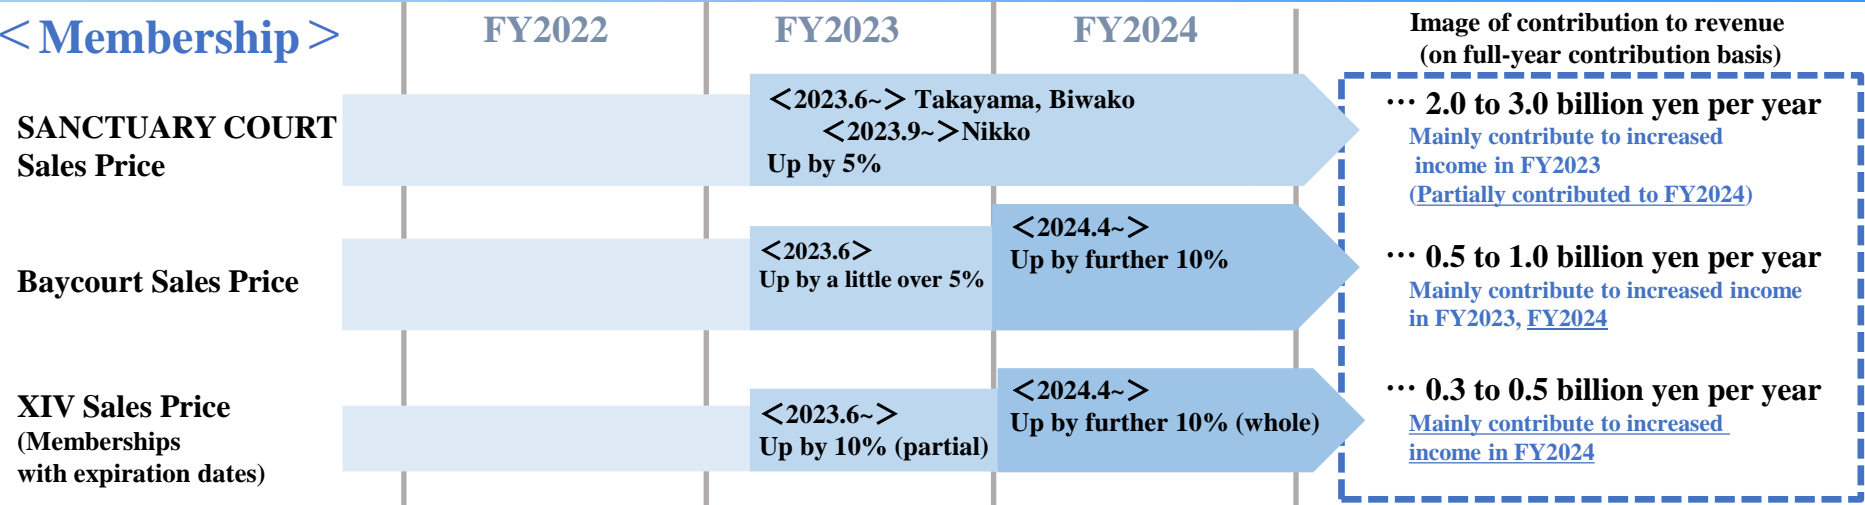 ＜Membership＞
FY2022
FY2023
FY2024
Image of contribution to revenue
(on full-year contribution basis)
SANCTUARY COURT
Sales Price
＜2023.6~＞ Takayama, Biwako
＜2023.9~＞Nikko
Up by 5%
··· 2.0 to 3.0 billion yen per year
Mainly contribute to increased
income in FY2023
(Partially contributed to FY2024)
Baycourt Sales Price
＜2023.6＞
Up by a little over 5%
＜2024.4~＞
Up by further 10%
··· 0.5 to 1.0 billion yen per year
Mainly contribute to increased income
in FY2023, FY2024
XIV Sales Price
(Memberships
with expiration dates)
＜2023.6~＞
Up by 10% (partial)
＜2024.4~＞
Up by further 10% (whole)
··· 0.3 to 0.5 billion yen per year
Mainly contribute to increased
income in FY2024